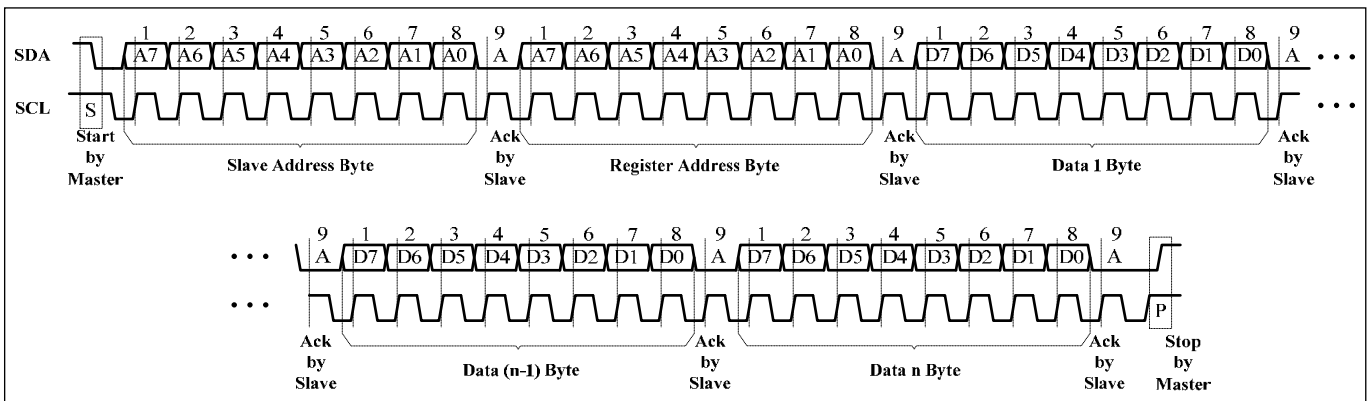 1 2 3 4 5 6 7 8 9 1 2 3 4 5 6 7 8 9 1 2 3 4 5 6 7 8 9
SDA A7 A6 A5 A4 A3 A2 A1 A0 A A7 A6 A5 A4 A3 A2 A1 A0 A D7 D6 D5 D4 D3 D2 D1 D0 A • • •
SCL S • • •
Start by Master
Slave Address Byte
Ack by Slave
Register Address Byte
Ack by Slave
Data 1 Byte
Ack by Slave
9 1 2 3 4 5 6 7 8 9 1 2 3 4 5 6 7 8 9
• • • A D7 D6 D5 D4 D3 D2 D1 D0 A D7 D6 D5 D4 D3 D2 D1 D0 A
• • • P
Ack by Slave
Data (n-1) Byte
Ack by Slave
Data n Byte
Ack by Slave
Stop by Master